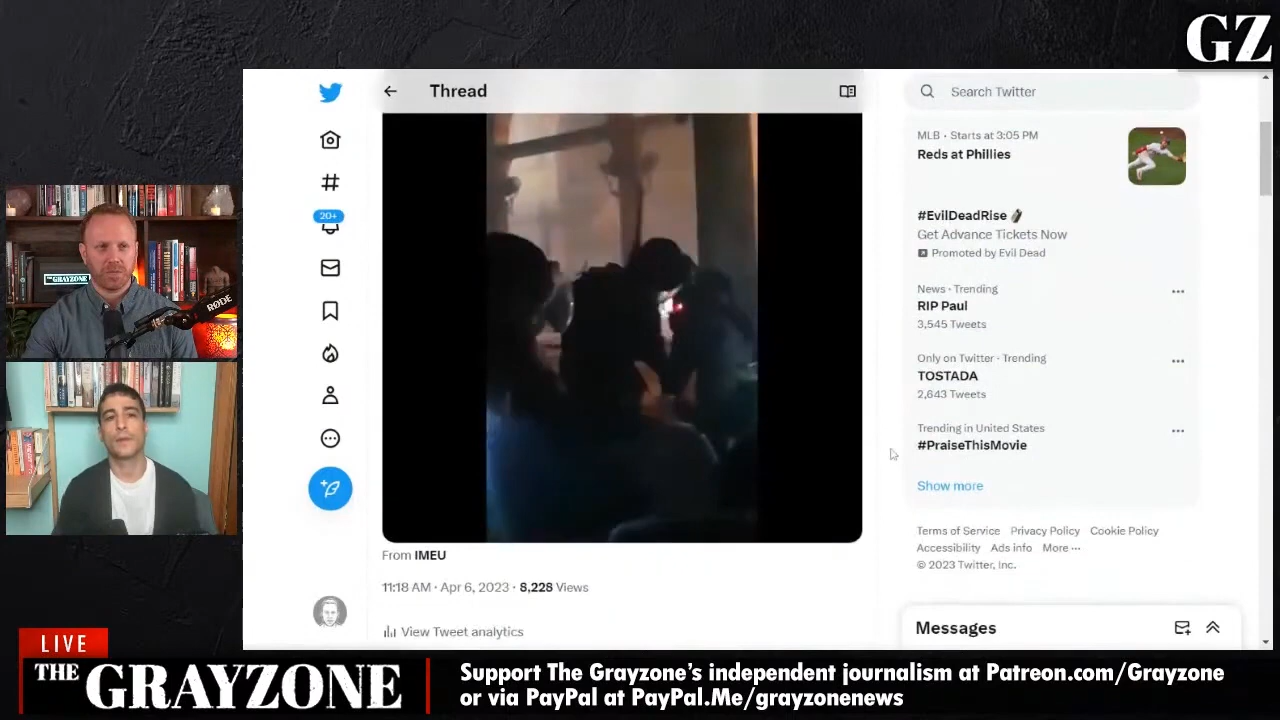 GZ
Thread
Search Twitter
MLB · Starts at 3:05 PM
Reds at Phillies
#EvilDeadRise
Get Advance Tickets Now
Promoted by Evil Dead
20+
News · Trending
RIP Paul
3,545 Tweets
Only on Twitter · Trending
TOSTADA
2,643 Tweets
Trending in United States
#PraiseThisMovie
Show more
Terms of Service Privacy Policy Cookie Policy
Accessibility Ads info More ···
© 2023 Twitter, Inc.
THE GRAYZONE
RØDE
From IMEU
11:18 AM · Apr 6, 2023 · 8,228 Views
View Tweet analytics
Messages
LIVE
THE GRAYZONE
Support The Grayzone's independent journalism at Patreon.com/Grayzone
or via PayPal at PayPal.Me/grayzonenews